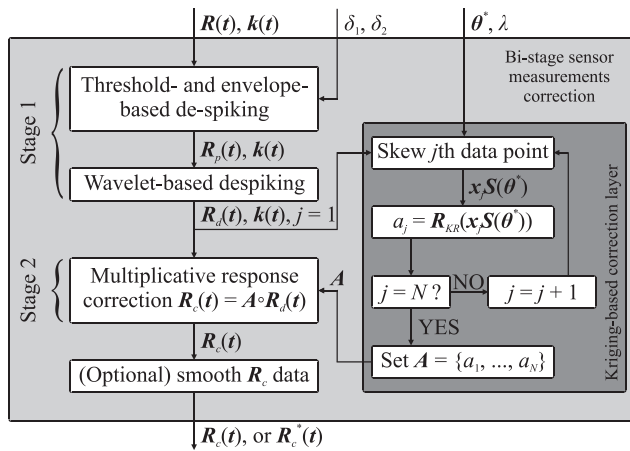 R(t), k(t)
δ1, δ2
θ*, λ
Bi-stage sensor
measurements
correction
Stage 1
Threshold- and envelope-
based de-spiking
Rp(t), k(t)
Wavelet-based despiking
Rd(t), k(t), j = 1
Stage 2
Multiplicative response
correction Rc(t) = A∘Rd(t)
A
Rc(t)
(Optional) smooth Rc data
Rc(t), or Rc*(t)
Skew jth data point
xjS(θ*)
aj = RKR(xjS(θ*))
j = N ?
NO
j = j + 1
YES
Set A = {a1, ..., aN}
Kriging-based correction layer